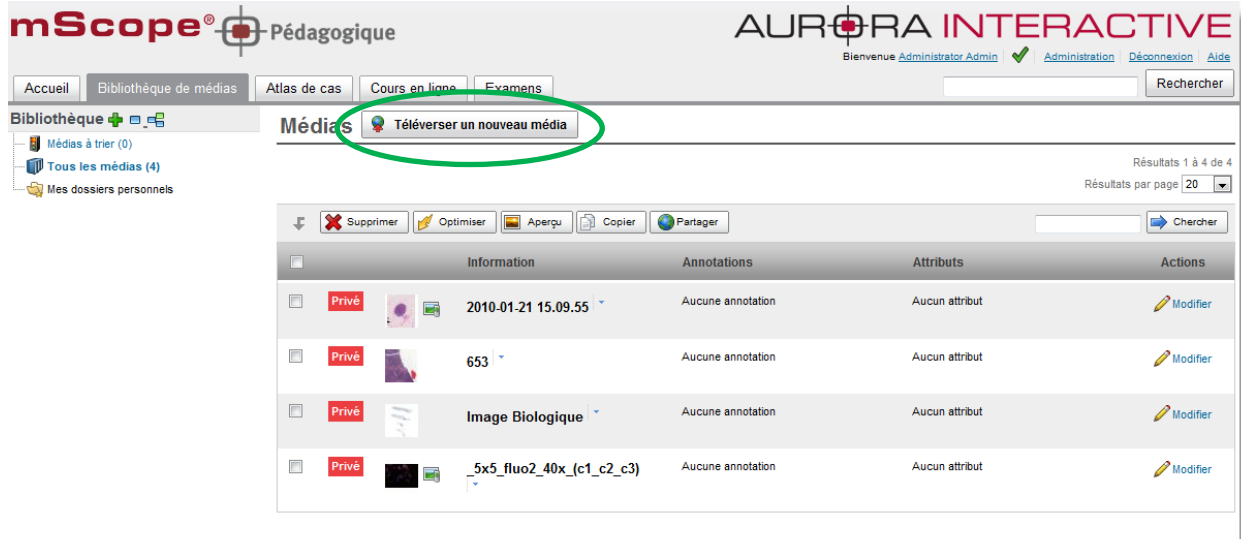 mScope® Pédagogique
AURORA INTERACTIVE
Bienvenue Administrator Admin Administration Déconnexion Aide
Accueil Bibliothèque de médias Atlas de cas Cours en ligne Examens Rechercher
Bibliothèque
Médias à trier (0)
Tous les médias (4)
Mes dossiers personnels
Médias Téléverser un nouveau média
Résultats 1 à 4 de 4
Résultats par page 20
Supprimer Optimiser Aperçu Copier Partager Chercher
Information Annotations Attributs Actions
Privé 2010-01-21 15.09.55 Aucune annotation Aucun attribut Modifier
Privé 653 Aucune annotation Aucun attribut Modifier
Privé Image Biologique Aucune annotation Aucun attribut Modifier
Privé _5x5_fluo2_40x_(c1_c2_c3) Aucune annotation Aucun attribut Modifier